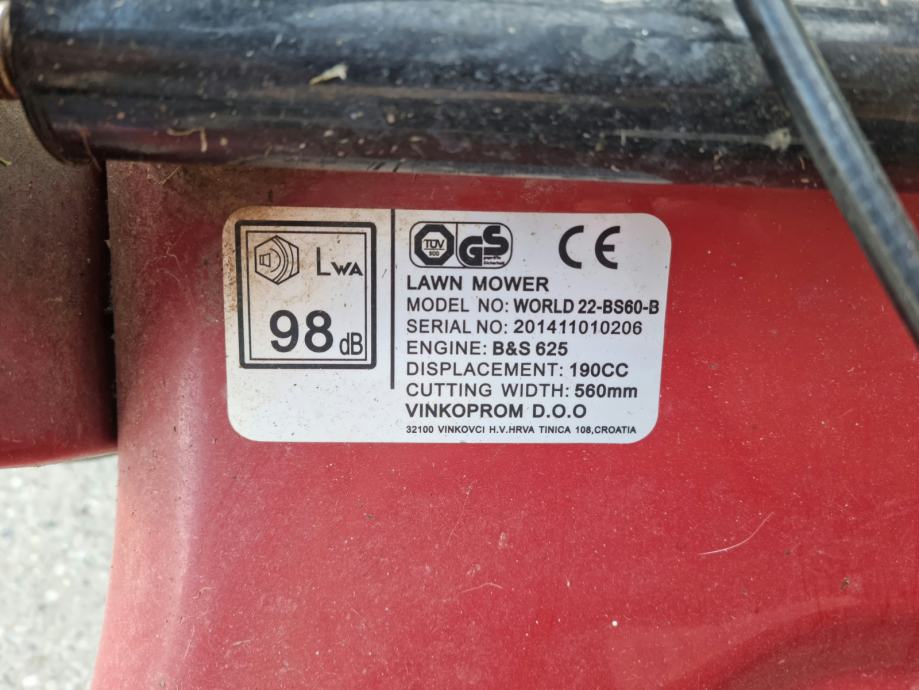 LWA
98 dB
TÜV
GS
CE
LAWN MOWER
MODEL NO: WORLD 22-BS60-B
SERIAL NO: 201411010206
ENGINE: B&S 625
DISPLACEMENT: 190CC
CUTTING WIDTH: 560mm
VINKOPROM D.O.O
32100 VINKOVCI H.V.HRVA TINICA 108,CROATIA